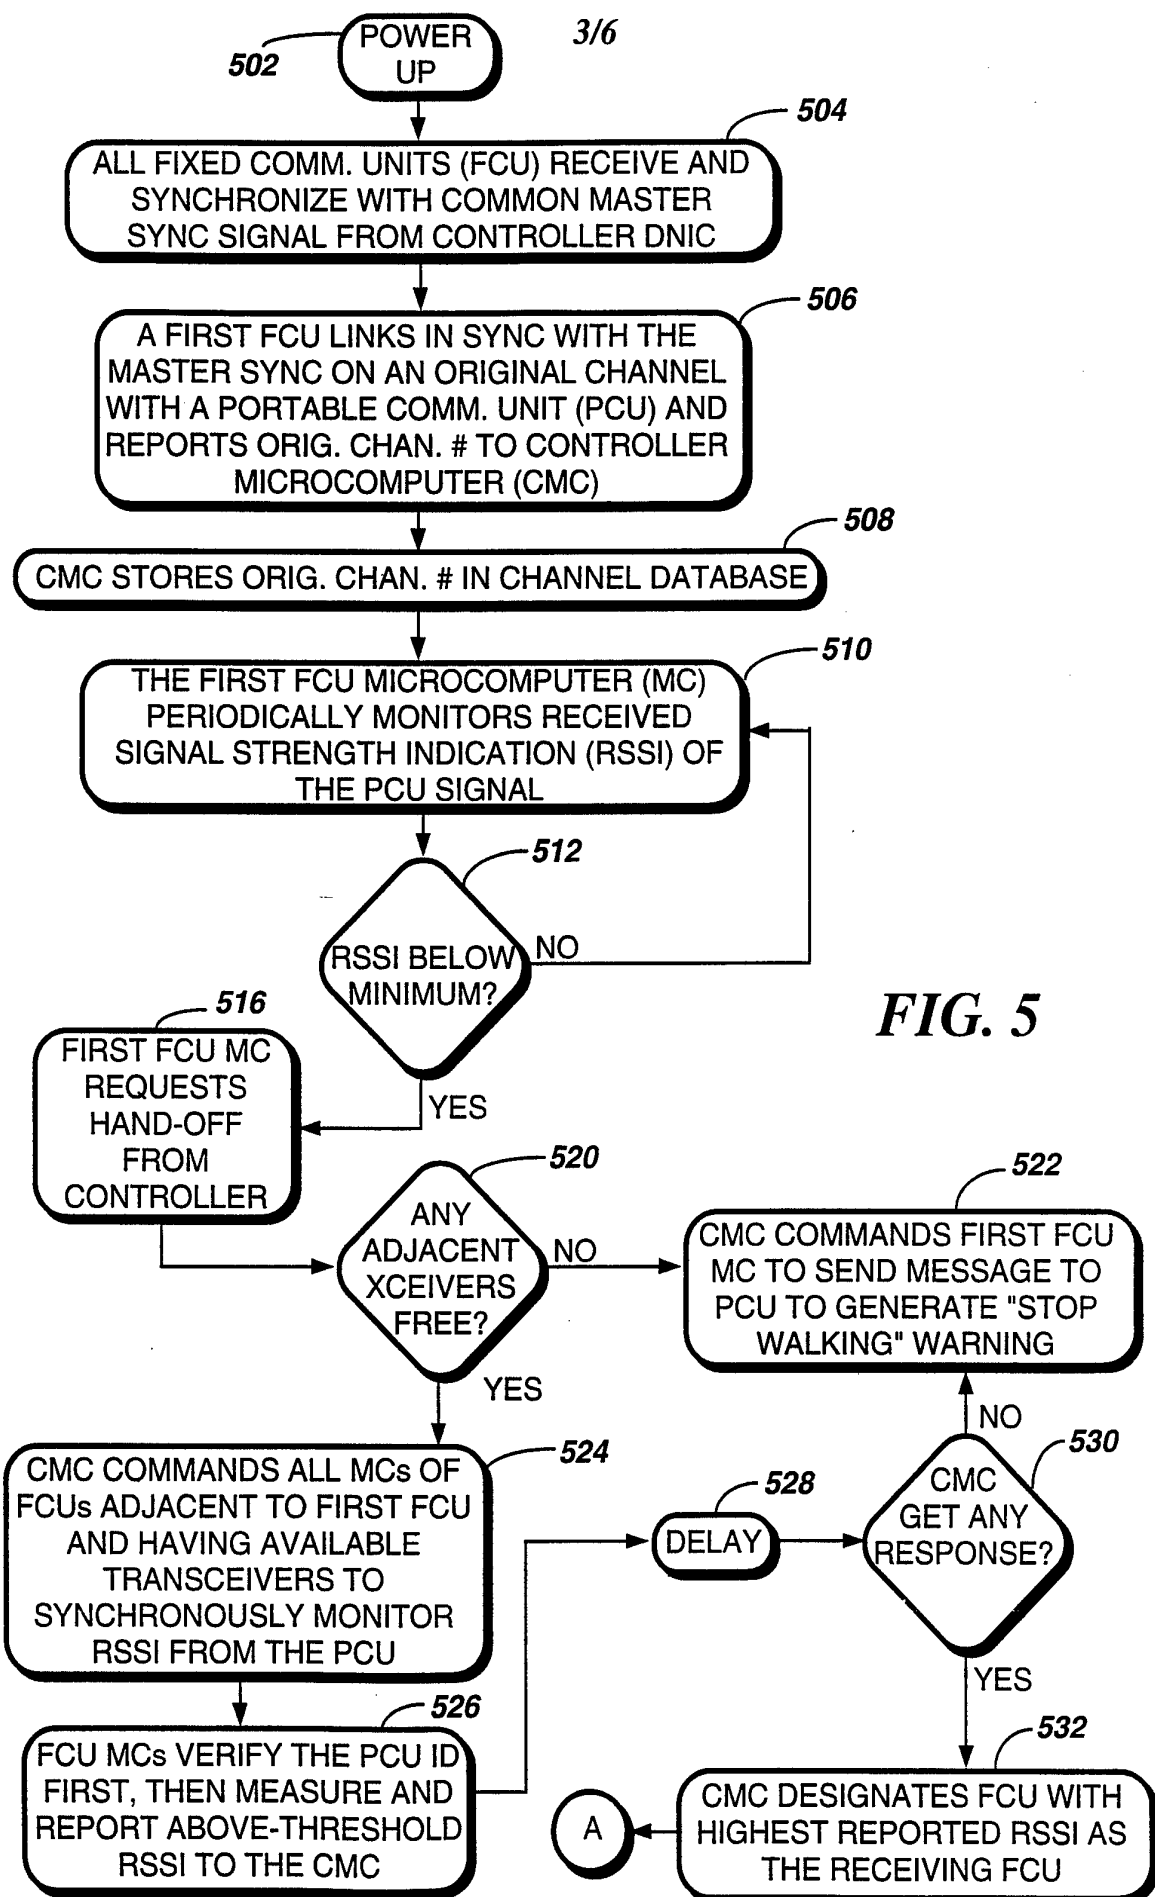 3/6
502
POWER
UP
504
ALL FIXED COMM. UNITS (FCU) RECEIVE AND
SYNCHRONIZE WITH COMMON MASTER
SYNC SIGNAL FROM CONTROLLER DNIC
506
A FIRST FCU LINKS IN SYNC WITH THE
MASTER SYNC ON AN ORIGINAL CHANNEL
WITH A PORTABLE COMM. UNIT (PCU) AND
REPORTS ORIG. CHAN. # TO CONTROLLER
MICROCOMPUTER (CMC)
508
CMC STORES ORIG. CHAN. # IN CHANNEL DATABASE
510
THE FIRST FCU MICROCOMPUTER (MC)
PERIODICALLY MONITORS RECEIVED
SIGNAL STRENGTH INDICATION (RSSI) OF
THE PCU SIGNAL
512
RSSI BELOW
MINIMUM?
NO
YES
FIG. 5
516
FIRST FCU MC
REQUESTS
HAND-OFF
FROM
CONTROLLER
520
ANY
ADJACENT
XCEIVERS
FREE?
NO
YES
522
CMC COMMANDS FIRST FCU
MC TO SEND MESSAGE TO
PCU TO GENERATE "STOP
WALKING" WARNING
524
CMC COMMANDS ALL MCs OF
FCUs ADJACENT TO FIRST FCU
AND HAVING AVAILABLE
TRANSCEIVERS TO
SYNCHRONOUSLY MONITOR
RSSI FROM THE PCU
526
FCU MCs VERIFY THE PCU ID
FIRST, THEN MEASURE AND
REPORT ABOVE-THRESHOLD
RSSI TO THE CMC
528
DELAY
530
CMC
GET ANY
RESPONSE?
NO
YES
532
CMC DESIGNATES FCU WITH
HIGHEST REPORTED RSSI AS
THE RECEIVING FCU
A